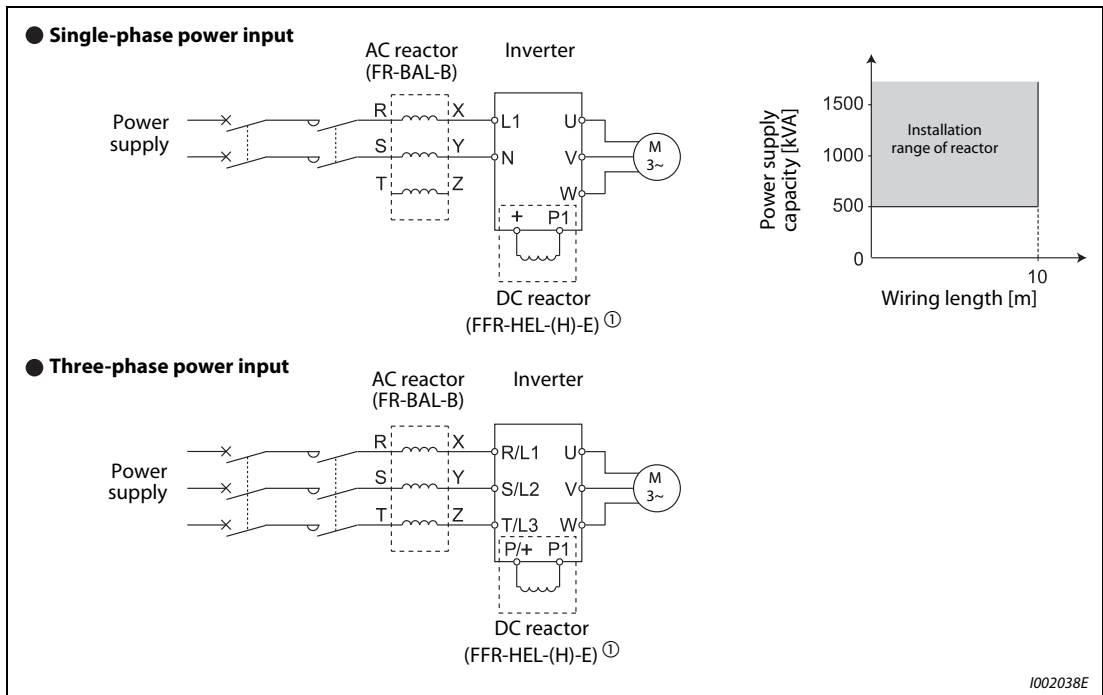 ● Single-phase power input
AC reactor
(FR-BAL-B)
Inverter
Power
supply
R X
S Y
T Z
L1 U
N V
W
M
3~
+ P1
DC reactor
(FFR-HEL-(H)-E) ①
Power supply
capacity [kVA]
1500
1000
500
0
Installation
range of reactor
10
Wiring length [m]
● Three-phase power input
AC reactor
(FR-BAL-B)
Inverter
Power
supply
R X
S Y
T Z
R/L1 U
S/L2 V
T/L3 W
M
3~
P/+ P1
DC reactor
(FFR-HEL-(H)-E) ①
I002038E